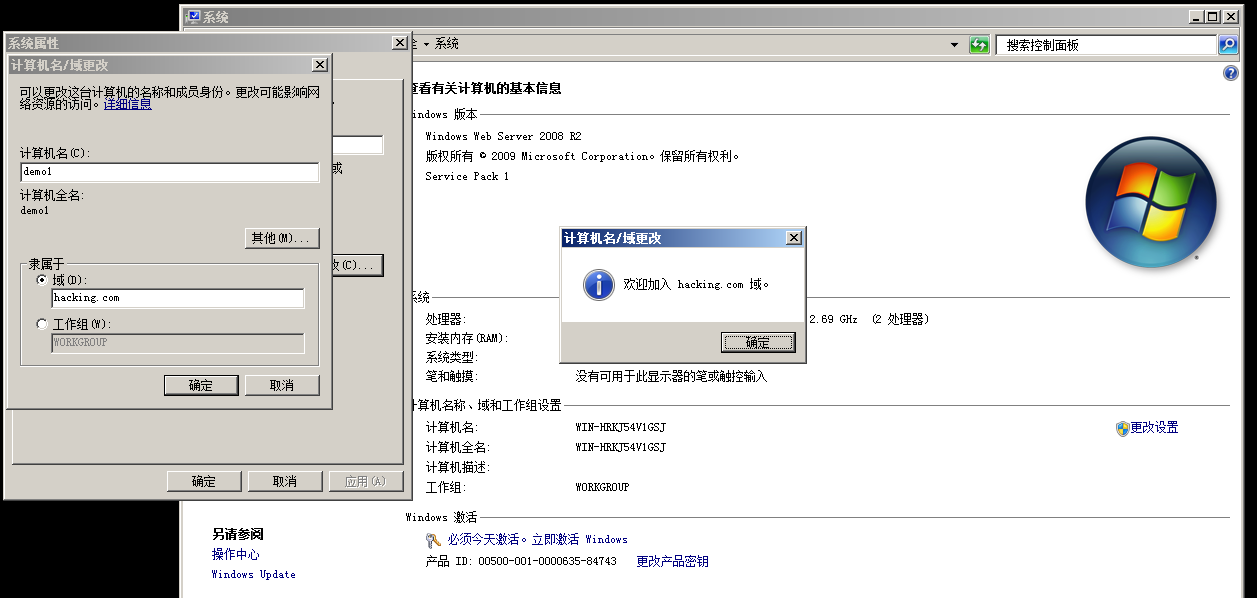 系统
系统属性
全 ▾ 系统
搜索控制面板
计算机名/域更改
可以更改这台计算机的名称和成员身份。更改可能影响网
络资源的访问。详细信息
计算机名(C):
demo1
计算机全名:
demo1
其他(M)...
隶属于
域(D):
hacking.com
工作组(W):
WORKGROUP
确定
取消
或
改(C)...
确定
取消
应用(A)
查看有关计算机的基本信息
Windows 版本
Windows Web Server 2008 R2
版权所有 © 2009 Microsoft Corporation。保留所有权利。
Service Pack 1
计算机名/域更改
欢迎加入 hacking.com 域。
确定
系统
处理器:
2.69 GHz (2 处理器)
安装内存(RAM):
系统类型:
笔和触摸:
没有可用于此显示器的笔或触控输入
计算机名称、域和工作组设置
计算机名:
WIN-HRKJ54V1GSJ
更改设置
计算机全名:
WIN-HRKJ54V1GSJ
计算机描述:
工作组:
WORKGROUP
Windows 激活
必须今天激活。立即激活 Windows
产品 ID: 00500-001-0000635-84743
更改产品密钥
另请参阅
操作中心
Windows Update